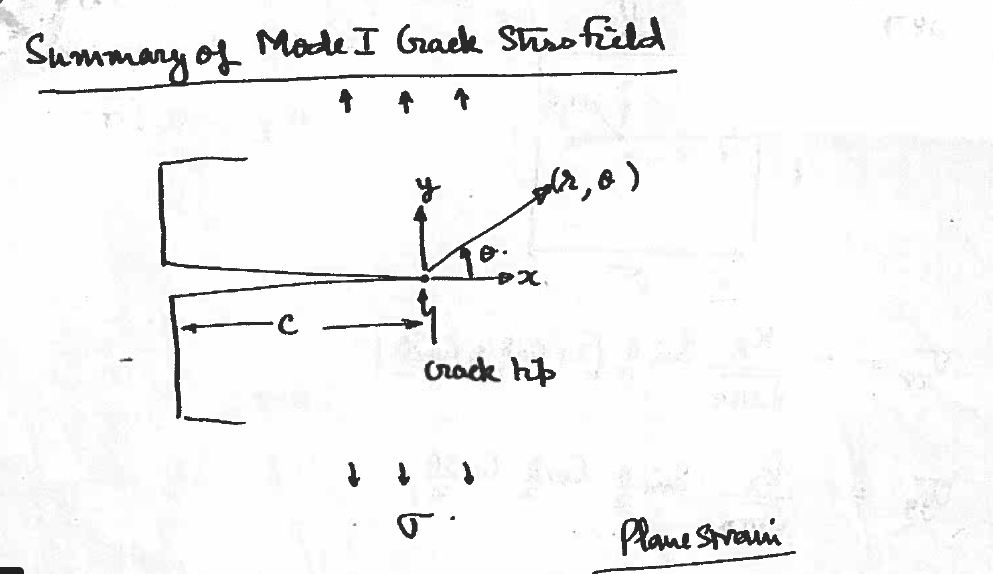 Summary of Mode I Crack Stress field
y
(r, θ)
θ
x
c
crack tip
σ
Plane strain